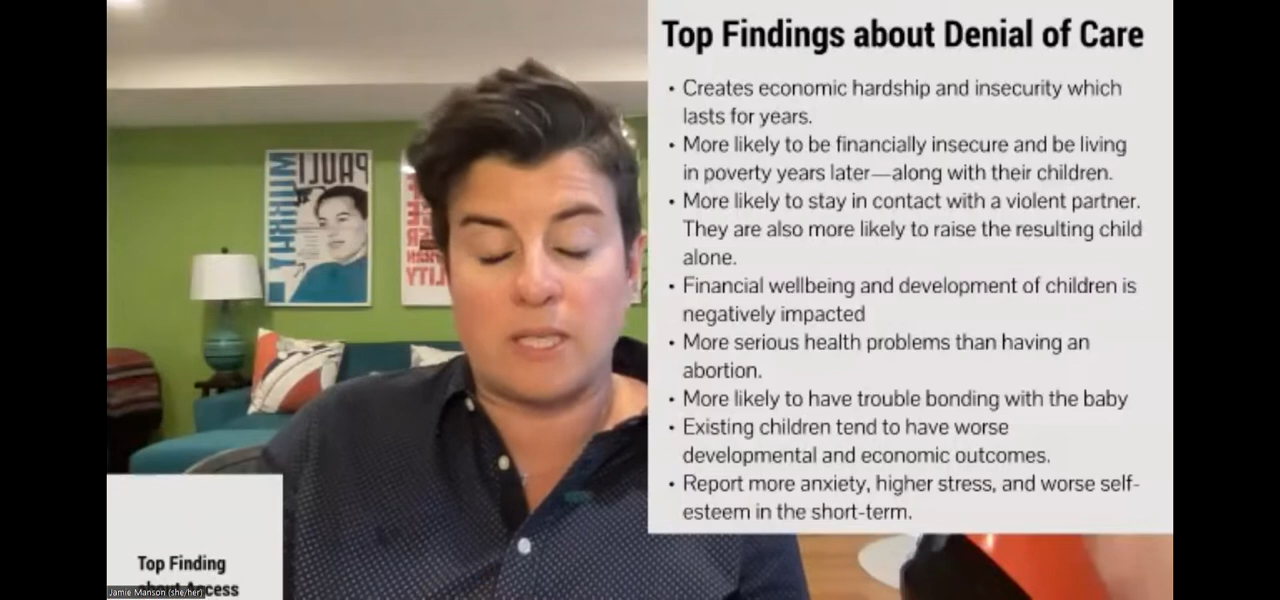 Top Findings about Denial of Care
• Creates economic hardship and insecurity which
lasts for years.
• More likely to be financially insecure and be living
in poverty years later—along with their children.
• More likely to stay in contact with a violent partner.
They are also more likely to raise the resulting child
alone.
• Financial wellbeing and development of children is
negatively impacted
• More serious health problems than having an
abortion.
• More likely to have trouble bonding with the baby
• Existing children tend to have worse
developmental and economic outcomes.
• Report more anxiety, higher stress, and worse self-
esteem in the short-term.
PAULI
MURRAY
LITY
Top Finding
about Access
Jamie Manson (she/her)